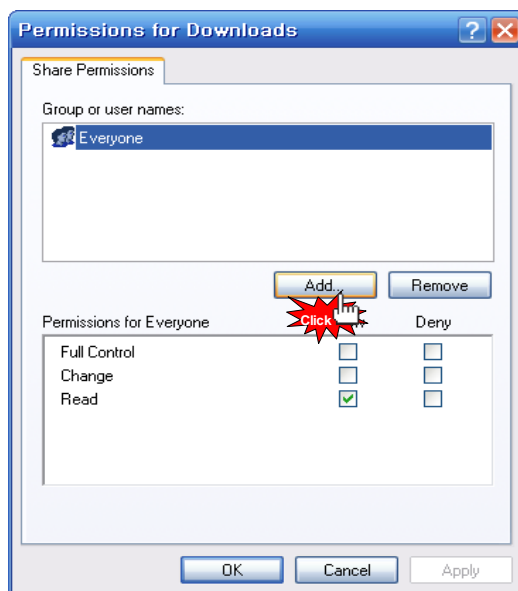 Permissions for Downloads
Share Permissions
Group or user names:
Everyone
Add... Remove
Permissions for Everyone Deny
Click
Full Control
Change
Read
OK Cancel Apply